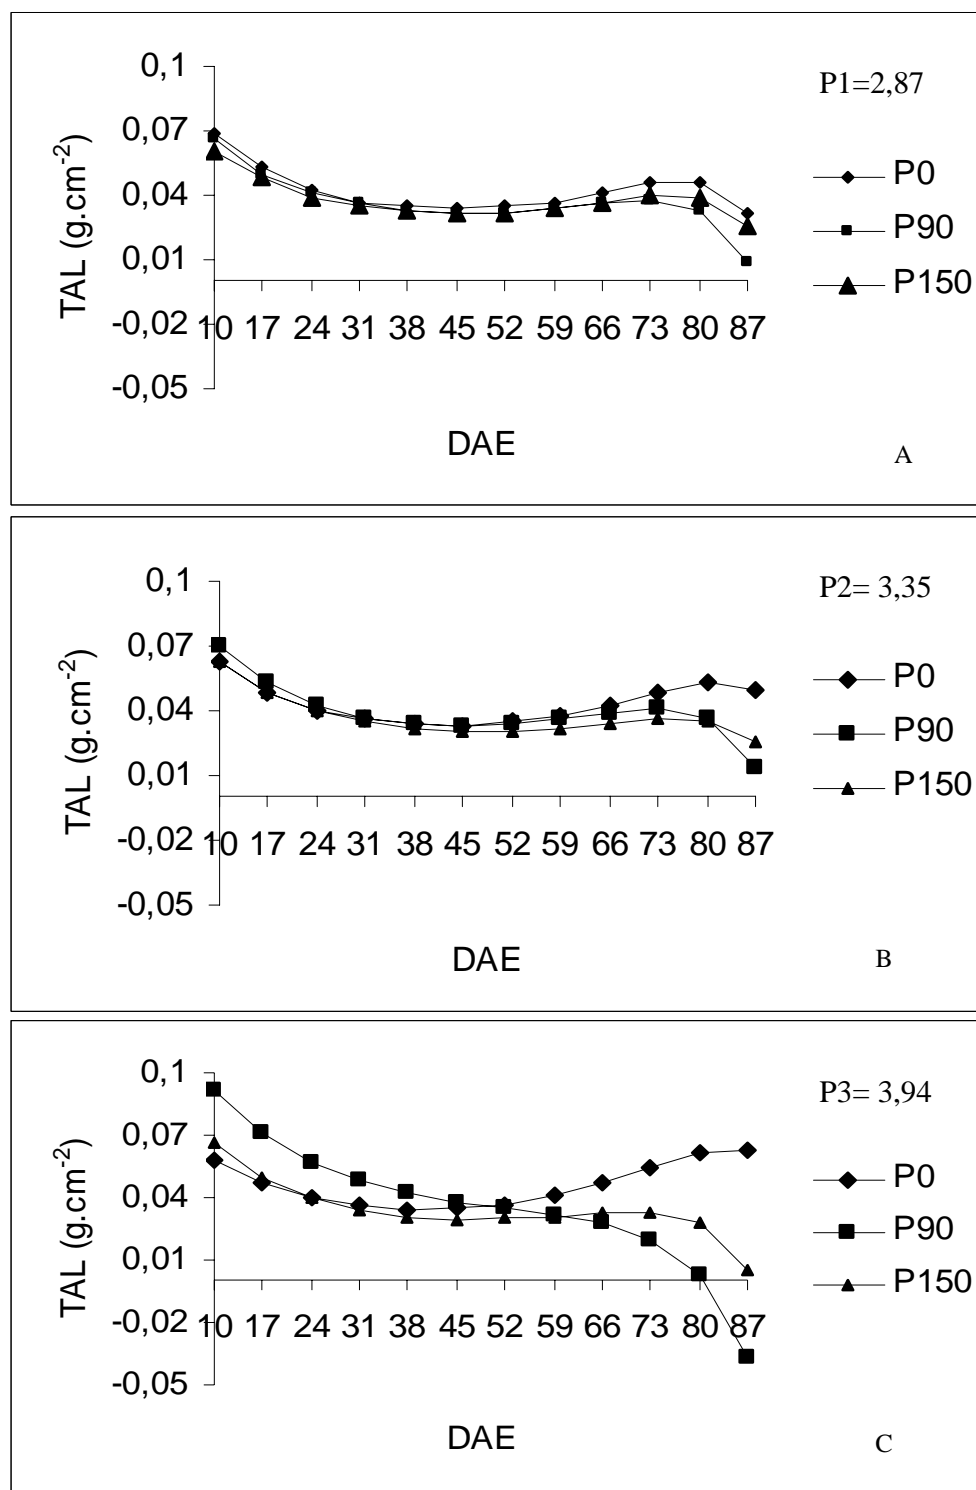 0,1
P1=2,87
0,07
P0
0,04
P90
0,01
P150
TAL (g.cm-2)
-0,02
10 17 24 31 38 45 52 59 66 73 80 87
-0,05
DAE
A
0,1
P2= 3,35
0,07
P0
0,04
P90
0,01
P150
TAL (g.cm-2)
-0,02
10 17 24 31 38 45 52 59 66 73 80 87
-0,05
DAE
B
0,1
P3= 3,94
0,07
P0
0,04
P90
0,01
P150
TAL (g.cm-2)
-0,02
10 17 24 31 38 45 52 59 66 73 80 87
-0,05
DAE
C